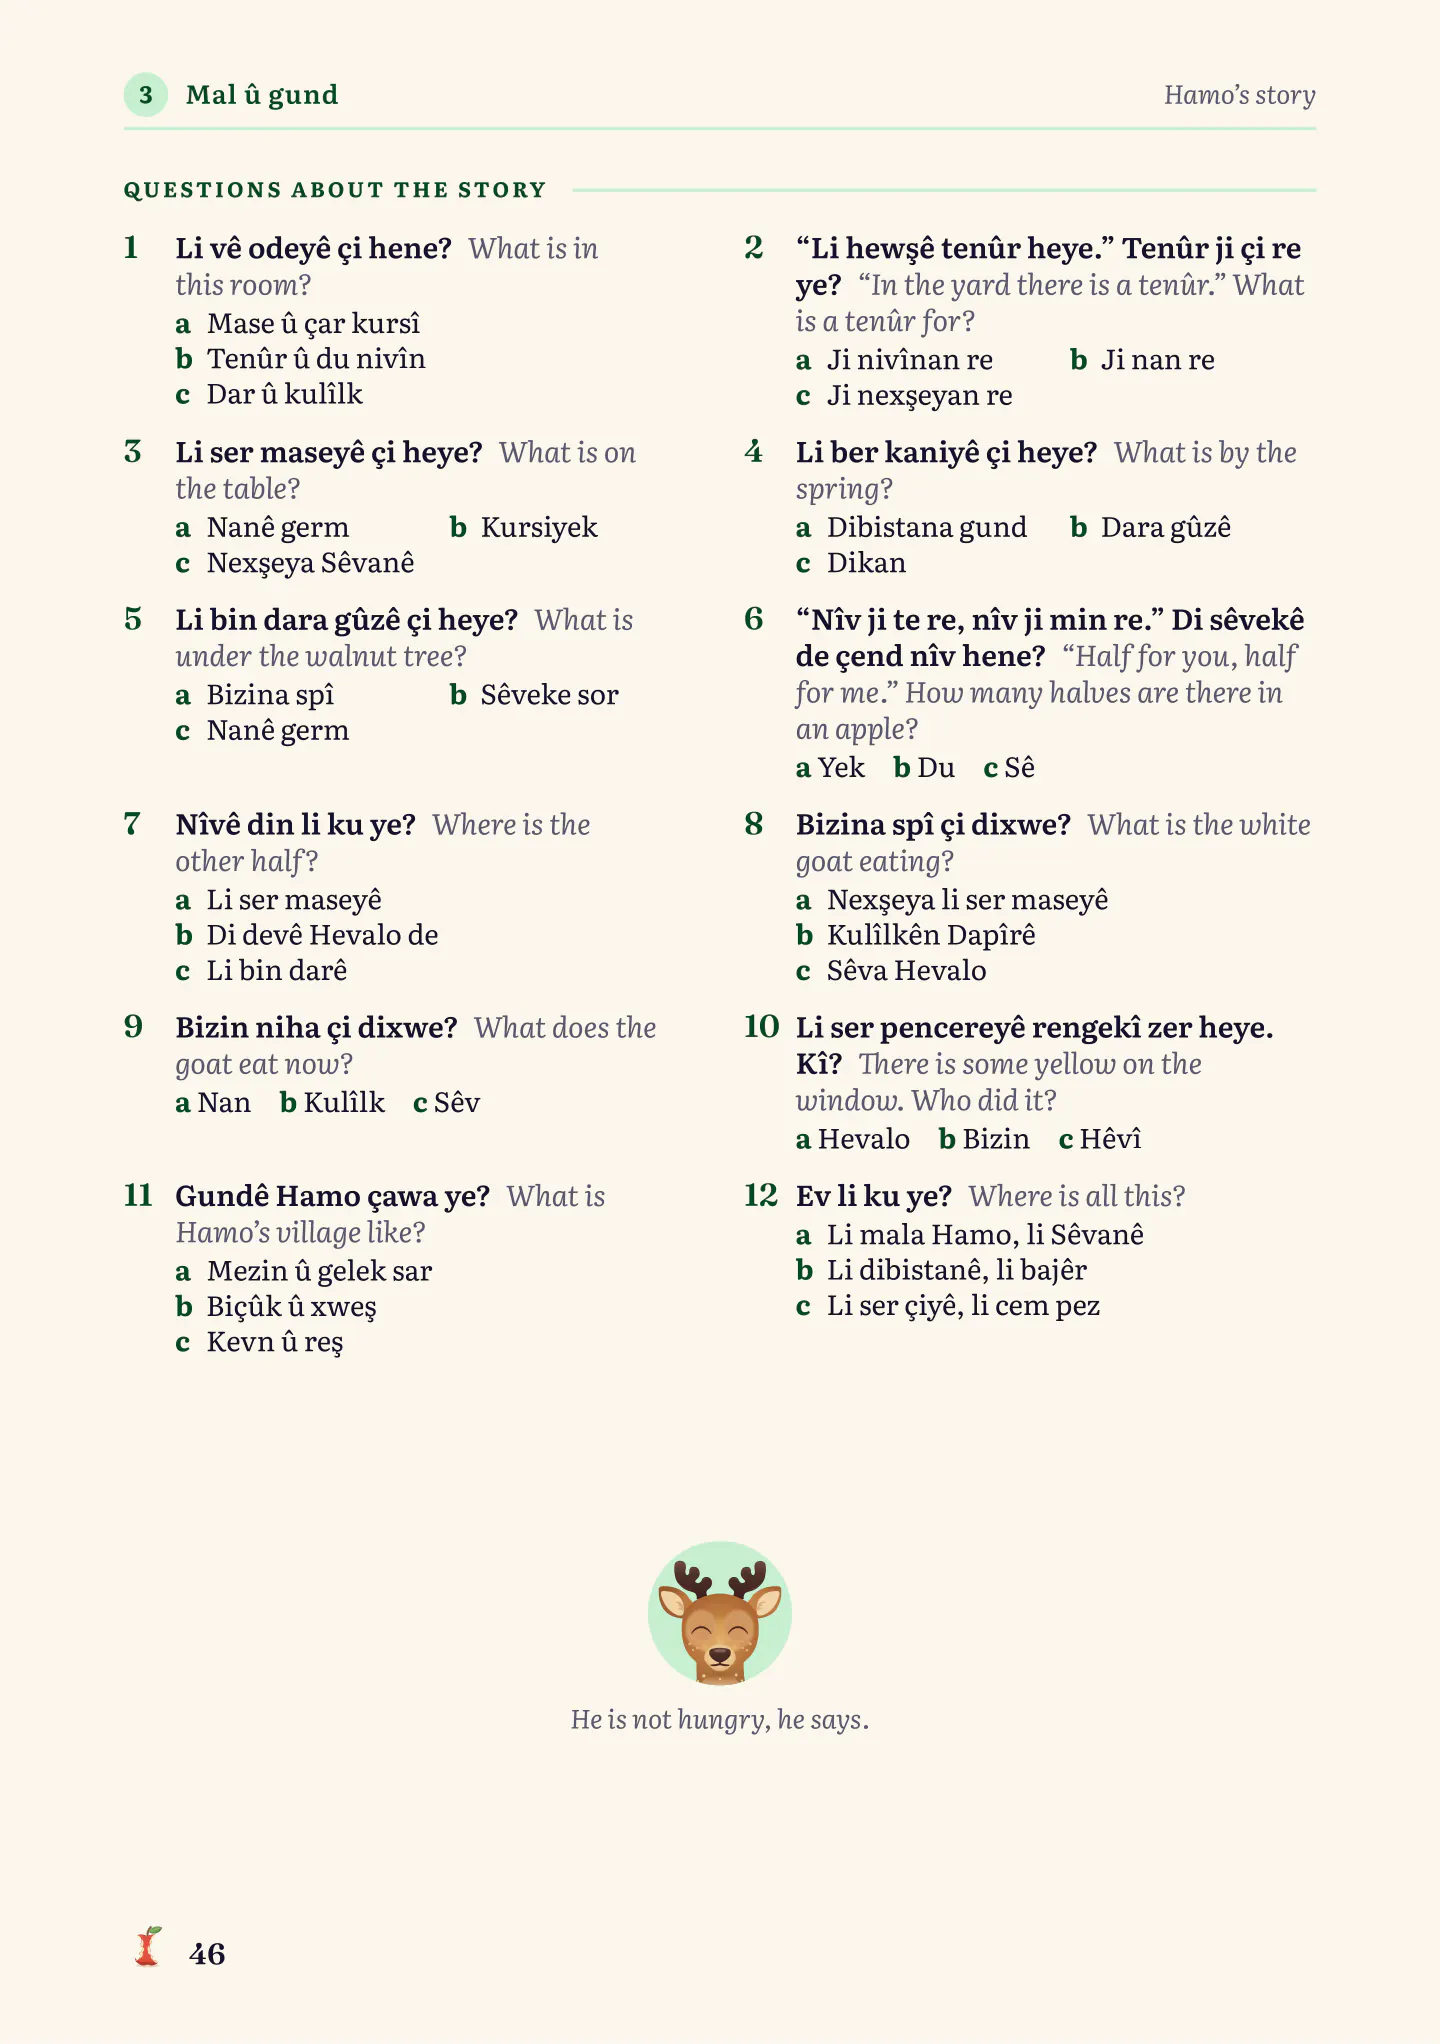 3 Mal û gund
Hamo’s story
QUESTIONS ABOUT THE STORY
1 Li vê odeyê çi hene? What is in
this room?
a Mase û çar kursî
b Tenûr û du nivîn
c Dar û kulîlk
2 “Li hewşê tenûr heye.” Tenûr ji çi re
ye? “In the yard there is a tenûr.” What
is a tenûr for?
a Ji nivînan re b Ji nan re
c Ji nexşeyan re
3 Li ser maseyê çi heye? What is on
the table?
a Nanê germ b Kursiyek
c Nexşeya Sêvanê
4 Li ber kaniyê çi heye? What is by the
spring?
a Dibistana gund b Dara gûzê
c Dikan
5 Li bin dara gûzê çi heye? What is
under the walnut tree?
a Bizina spî b Sêveke sor
c Nanê germ
6 “Nîv ji te re, nîv ji min re.” Di sêvekê
de çend nîv hene? “Half for you, half
for me.” How many halves are there in
an apple?
a Yek b Du c Sê
7 Nîvê din li ku ye? Where is the
other half?
a Li ser maseyê
b Di devê Hevalo de
c Li bin darê
8 Bizina spî çi dixwe? What is the white
goat eating?
a Nexşeya li ser maseyê
b Kulîlkên Dapîrê
c Sêva Hevalo
9 Bizin niha çi dixwe? What does the
goat eat now?
a Nan b Kulîlk c Sêv
10 Li ser pencereyê rengekî zer heye.
Kî? There is some yellow on the
window. Who did it?
a Hevalo b Bizin c Hêvî
11 Gundê Hamo çawa ye? What is
Hamo’s village like?
a Mezin û gelek sar
b Biçûk û xweş
c Kevn û reş
12 Ev li ku ye? Where is all this?
a Li mala Hamo, li Sêvanê
b Li dibistanê, li bajêr
c Li ser çiyê, li cem pez
He is not hungry, he says.
46